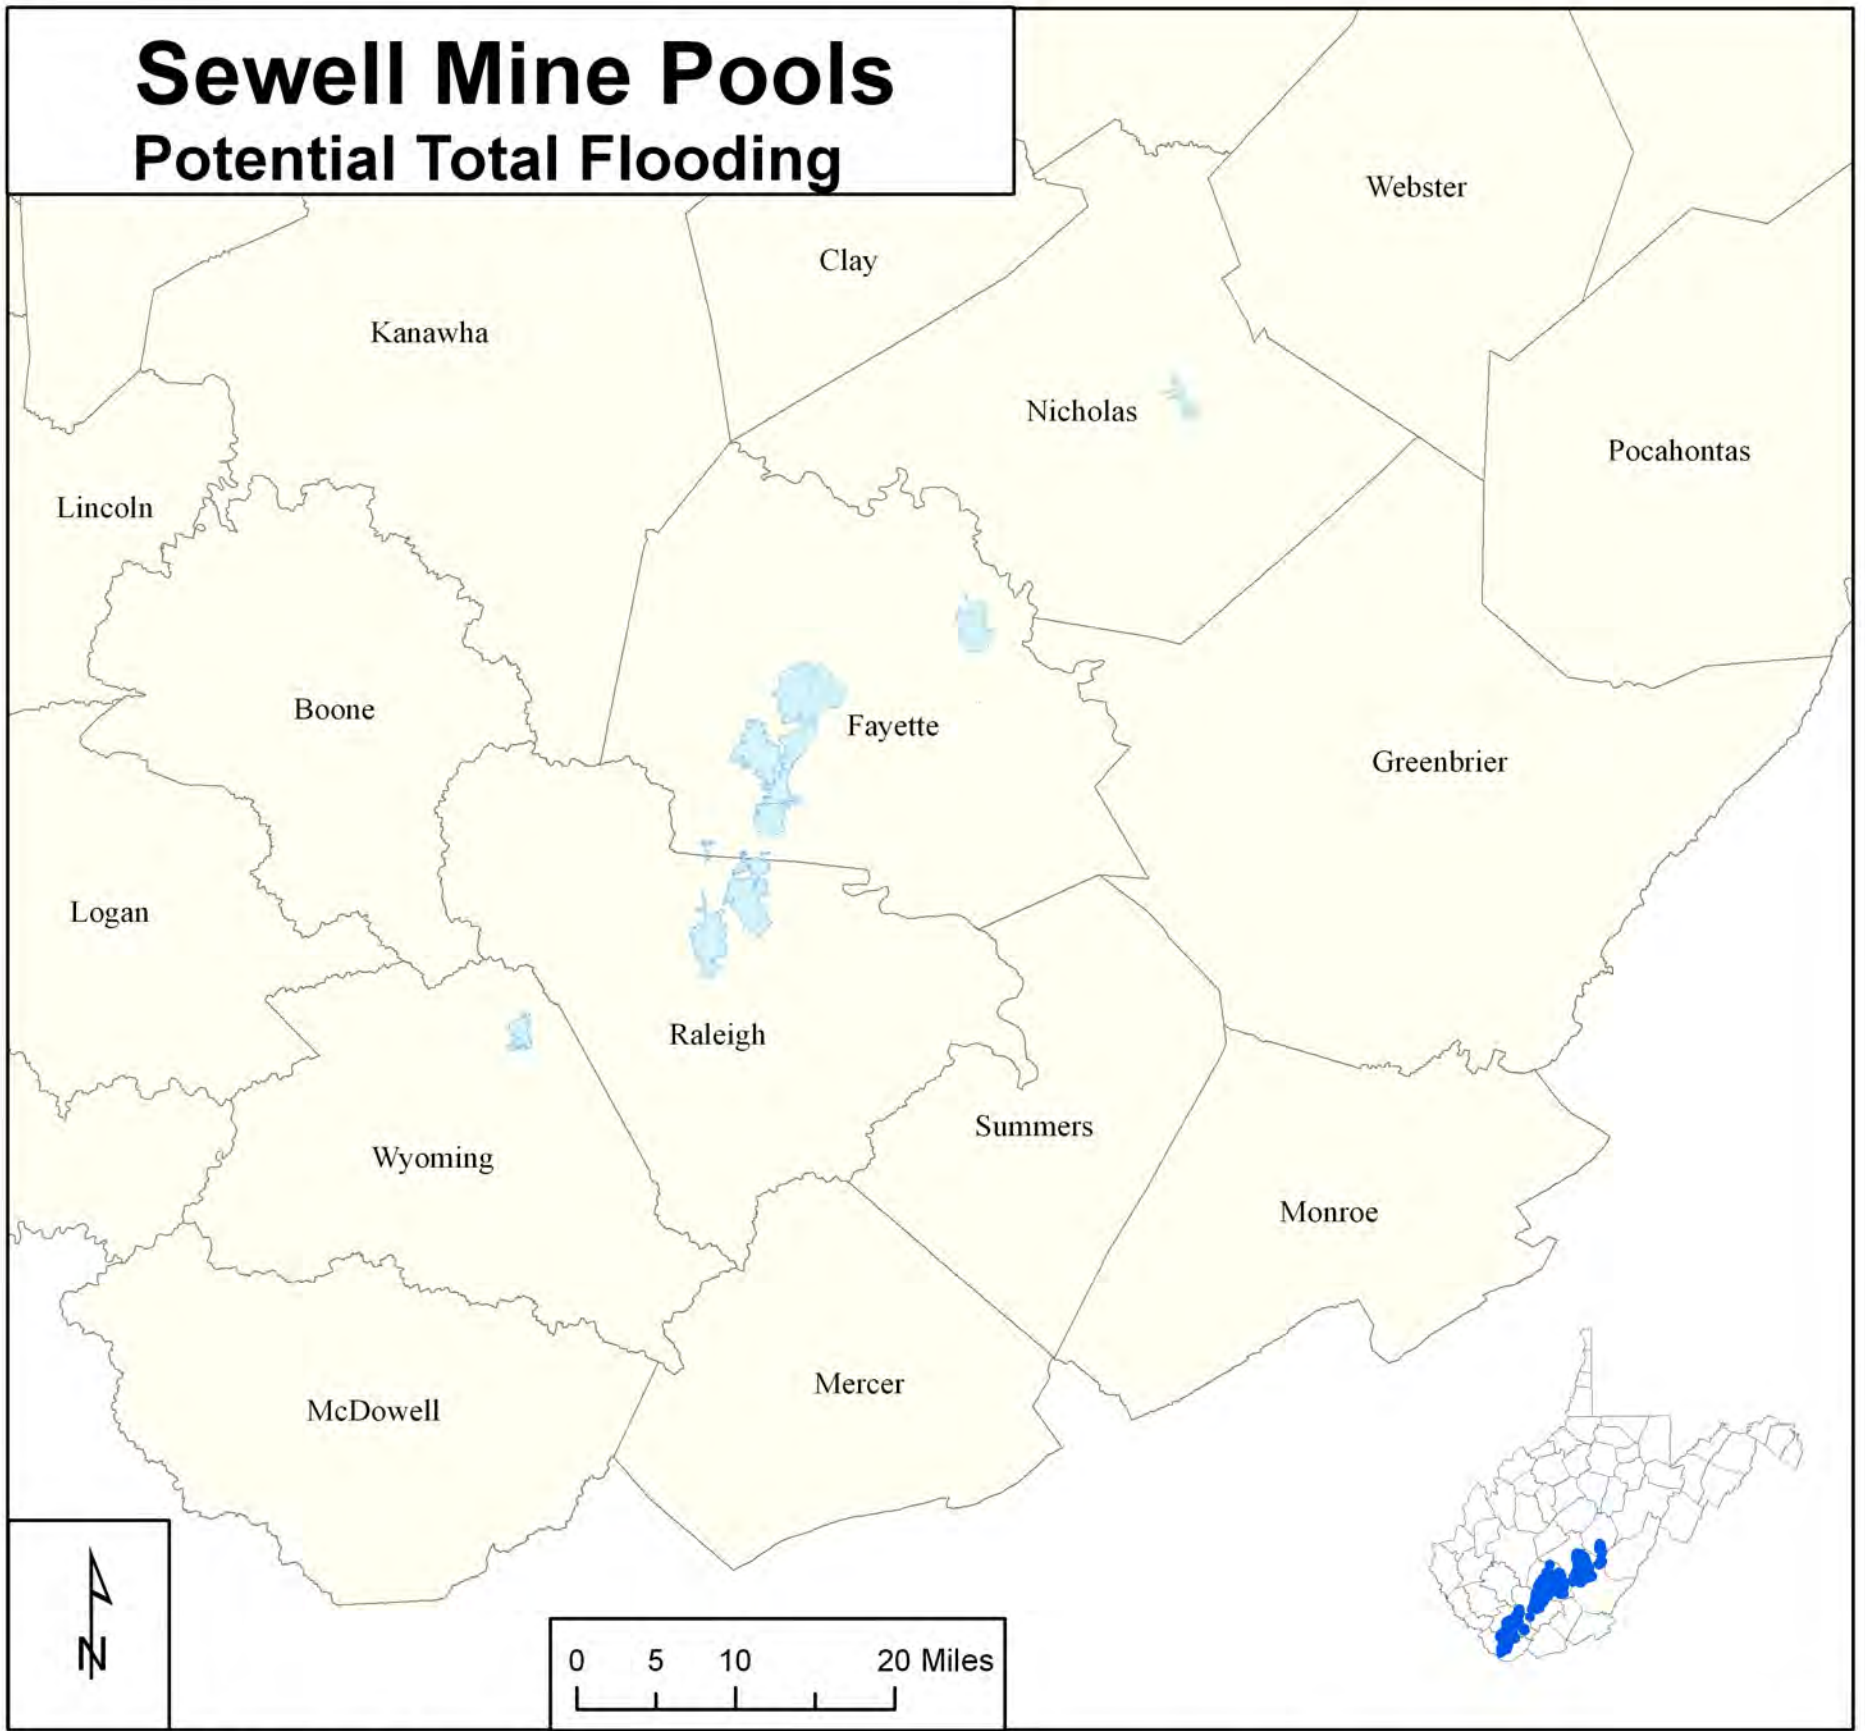 Sewell Mine Pools
Potential Total Flooding
Webster
Clay
Kanawha
Nicholas
Pocahontas
Lincoln
Boone
Fayette
Greenbrier
Logan
Raleigh
Summers
Wyoming
Monroe
Mercer
McDowell
N
0 5 10 20 Miles